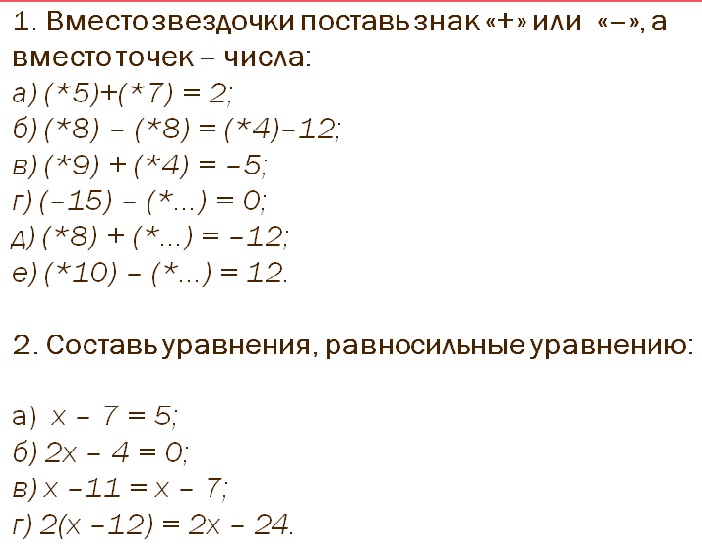 1. Вместо звездочки поставь знак «+» или «–», а
вместо точек – числа:
а) (*5)+(*7) = 2;
б) (*8) – (*8) = (*4)–12;
в) (*9) + (*4) = –5;
г) (–15) – (*...) = 0;
д) (*8) + (*...) = –12;
е) (*10) – (*...) = 12.
2. Составь уравнения, равносильные уравнению:
а) х – 7 = 5;
б) 2х – 4 = 0;
в) х –11 = х – 7;
г) 2(х –12) = 2х – 24.